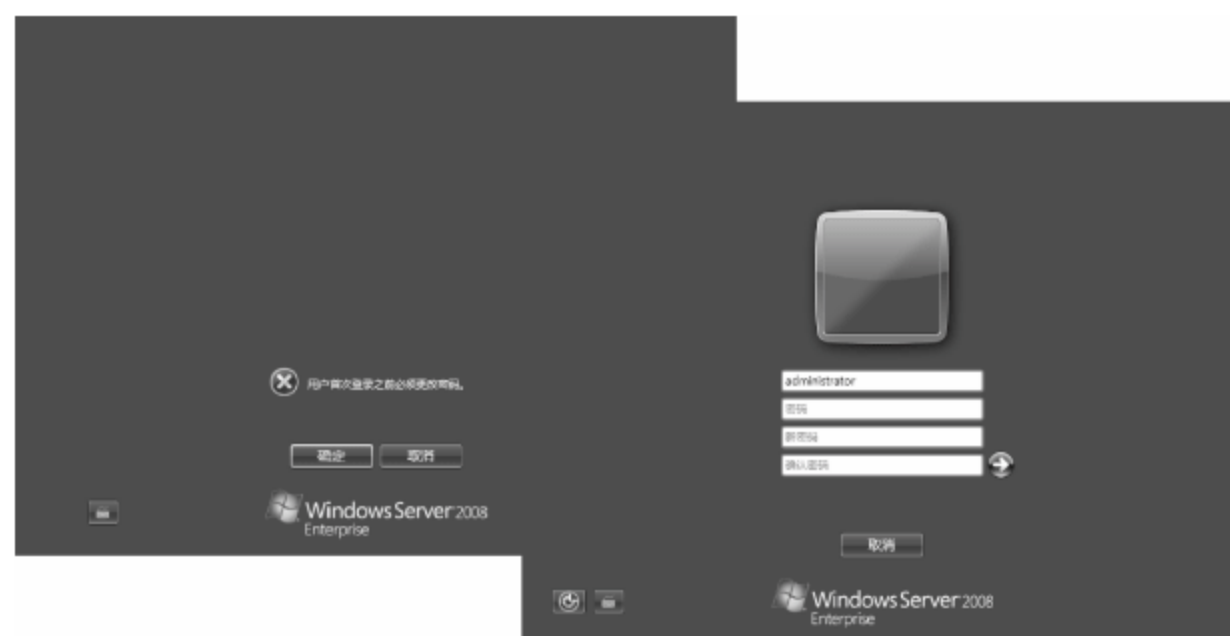 用户首次登录之前必须更改密码。
确定 取消
Windows Server 2008
Enterprise
administrator
密码
新密码
确认密码
取消
Windows Server 2008
Enterprise